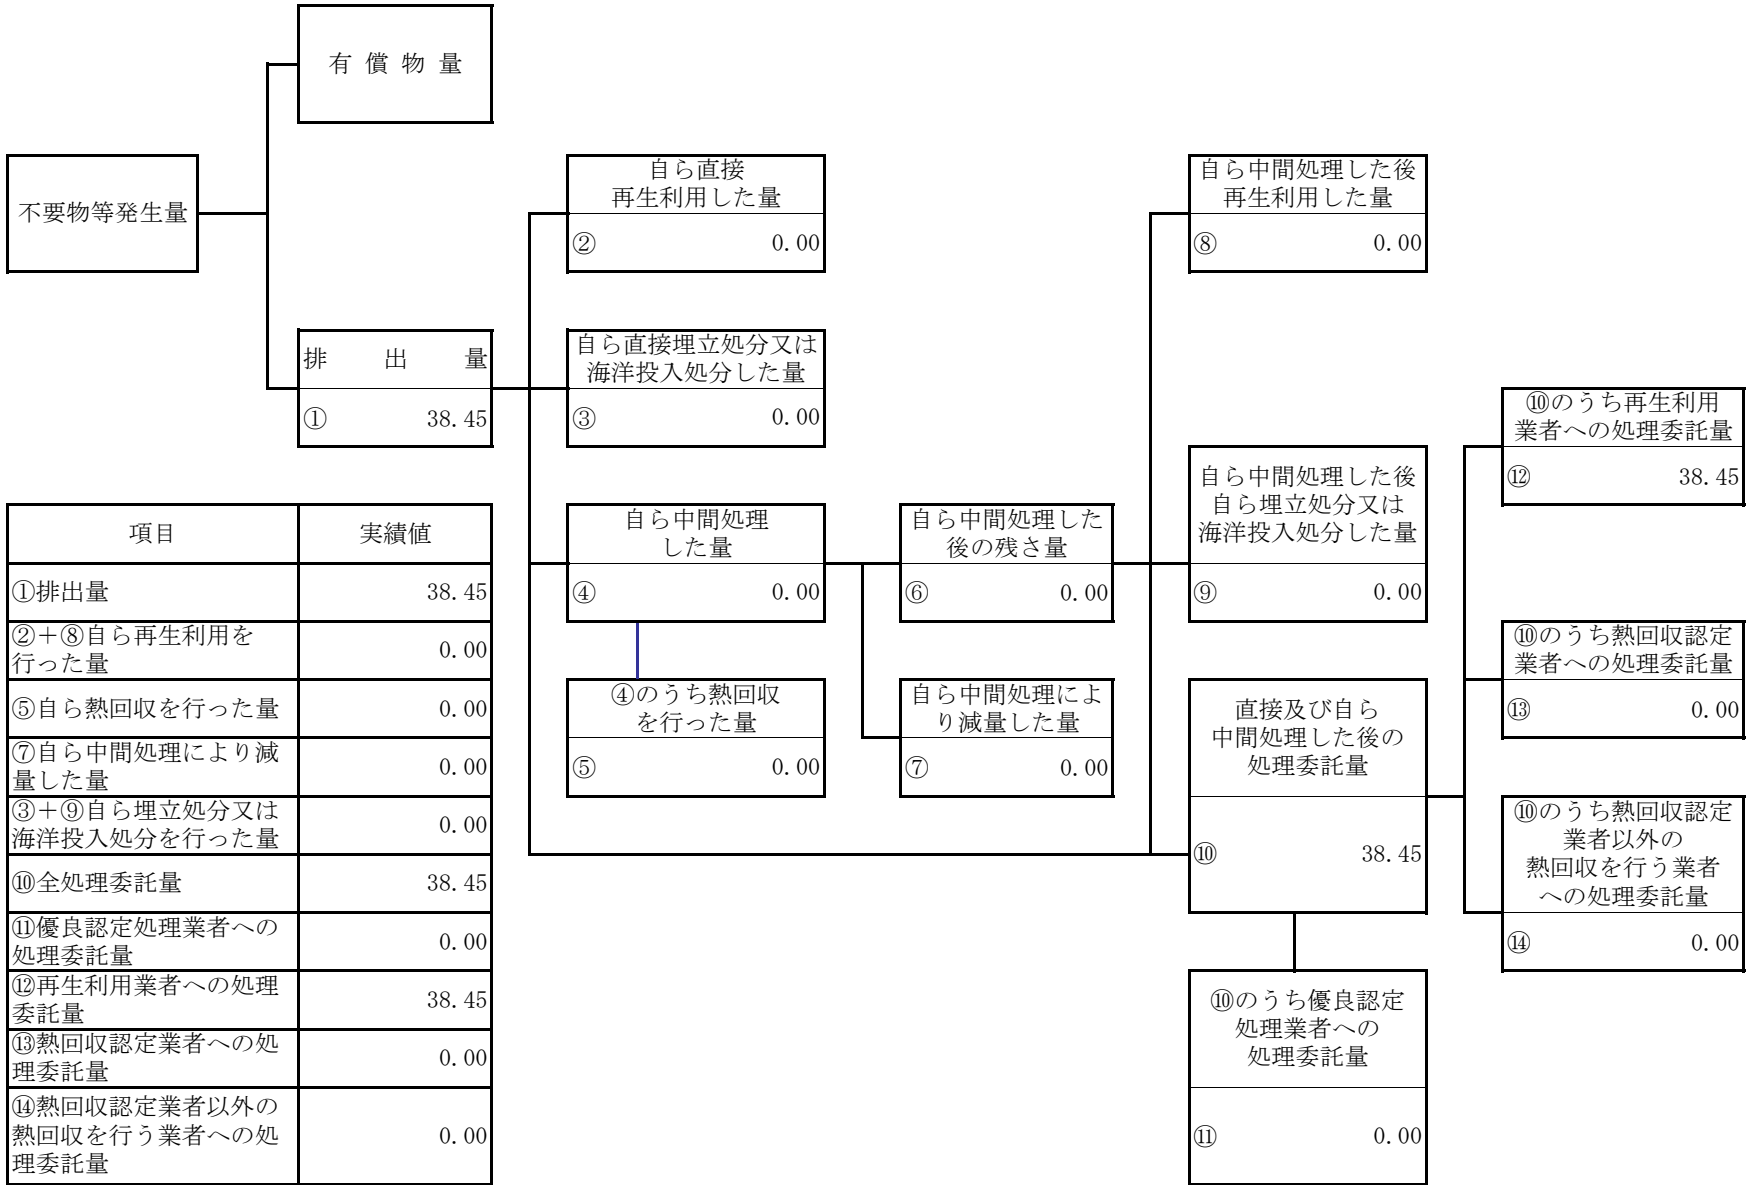 有償物量
不要物等発生量
自ら直接
再生利用した量
② 0.00
自ら中間処理した後
再生利用した量
⑧ 0.00
排出量
① 38.45
自ら直接埋立処分又は
海洋投入処分した量
③ 0.00
⑩のうち再生利用
業者への処理委託量
⑫ 38.45
自ら中間処理した後
自ら埋立処分又は
海洋投入処分した量
⑨ 0.00
自ら中間処理
した量
④ 0.00
自ら中間処理した
後の残さ量
⑥ 0.00
⑩のうち熱回収認定
業者への処理委託量
⑬ 0.00
④のうち熱回収
を行った量
⑤ 0.00
自ら中間処理によ
り減量した量
⑦ 0.00
直接及び自ら
中間処理した後の
処理委託量
⑩ 38.45
⑩のうち熱回収認定
業者以外の
熱回収を行う業者
への処理委託量
⑭ 0.00
⑩のうち優良認定
処理業者への
処理委託量
⑪ 0.00
項目 実績値
①排出量 38.45
②＋⑧自ら再生利用を
行った量 0.00
⑤自ら熱回収を行った量 0.00
⑦自ら中間処理により減
量した量 0.00
③＋⑨自ら埋立処分又は
海洋投入処分を行った量 0.00
⑩全処理委託量 38.45
⑪優良認定処理業者への
処理委託量 0.00
⑫再生利用業者への処理
委託量 38.45
⑬熱回収認定業者への処
理委託量 0.00
⑭熱回収認定業者以外の
熱回収を行う業者への処
理委託量 0.00